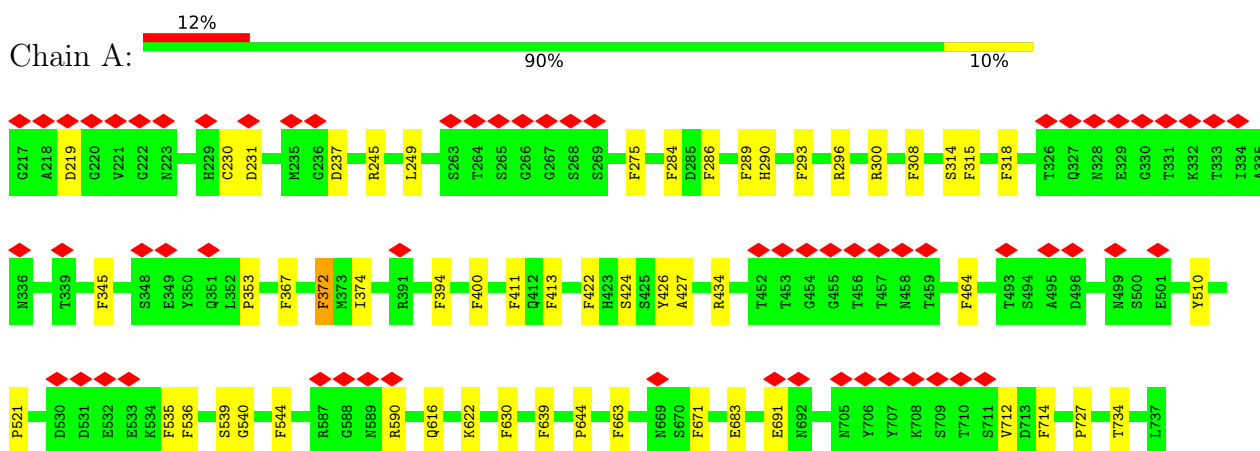 12%
Chain A:
90% 10%
G217 A218 D219 G220 V221 G222 N223 H229 C230 D231 M235 G236 D237 R245 L249 S263 T264 S265 G266 G267 S268 S269 F275 F284 D285 F286 F289 H290 F293 R296 R300 F308 S314 F315 F318 T326 Q327 N328 E329 G330 T331 K332 T333 I334 A335
N336 T339 F345 S348 E349 Y350 Q351 L352 P353 F367 F372 M373 I374 R391 F394 F400 F411 Q412 F413 F422 H423 S424 S425 Y426 A427 R434 T452 T453 G454 G455 T456 T457 N458 T459 F464 T493 S494 A495 D496 N499 S500 E501 Y510
P521 D530 D531 E532 E533 K534 F535 F536 S539 G540 F544 R587 G588 N589 R590 Q616 K622 F630 F639 P644 F663 N669 S670 F671 E683 E691 N692 N705 Y706 Y707 K708 S709 T710 S711 V712 D713 F714 P727 T734 L737